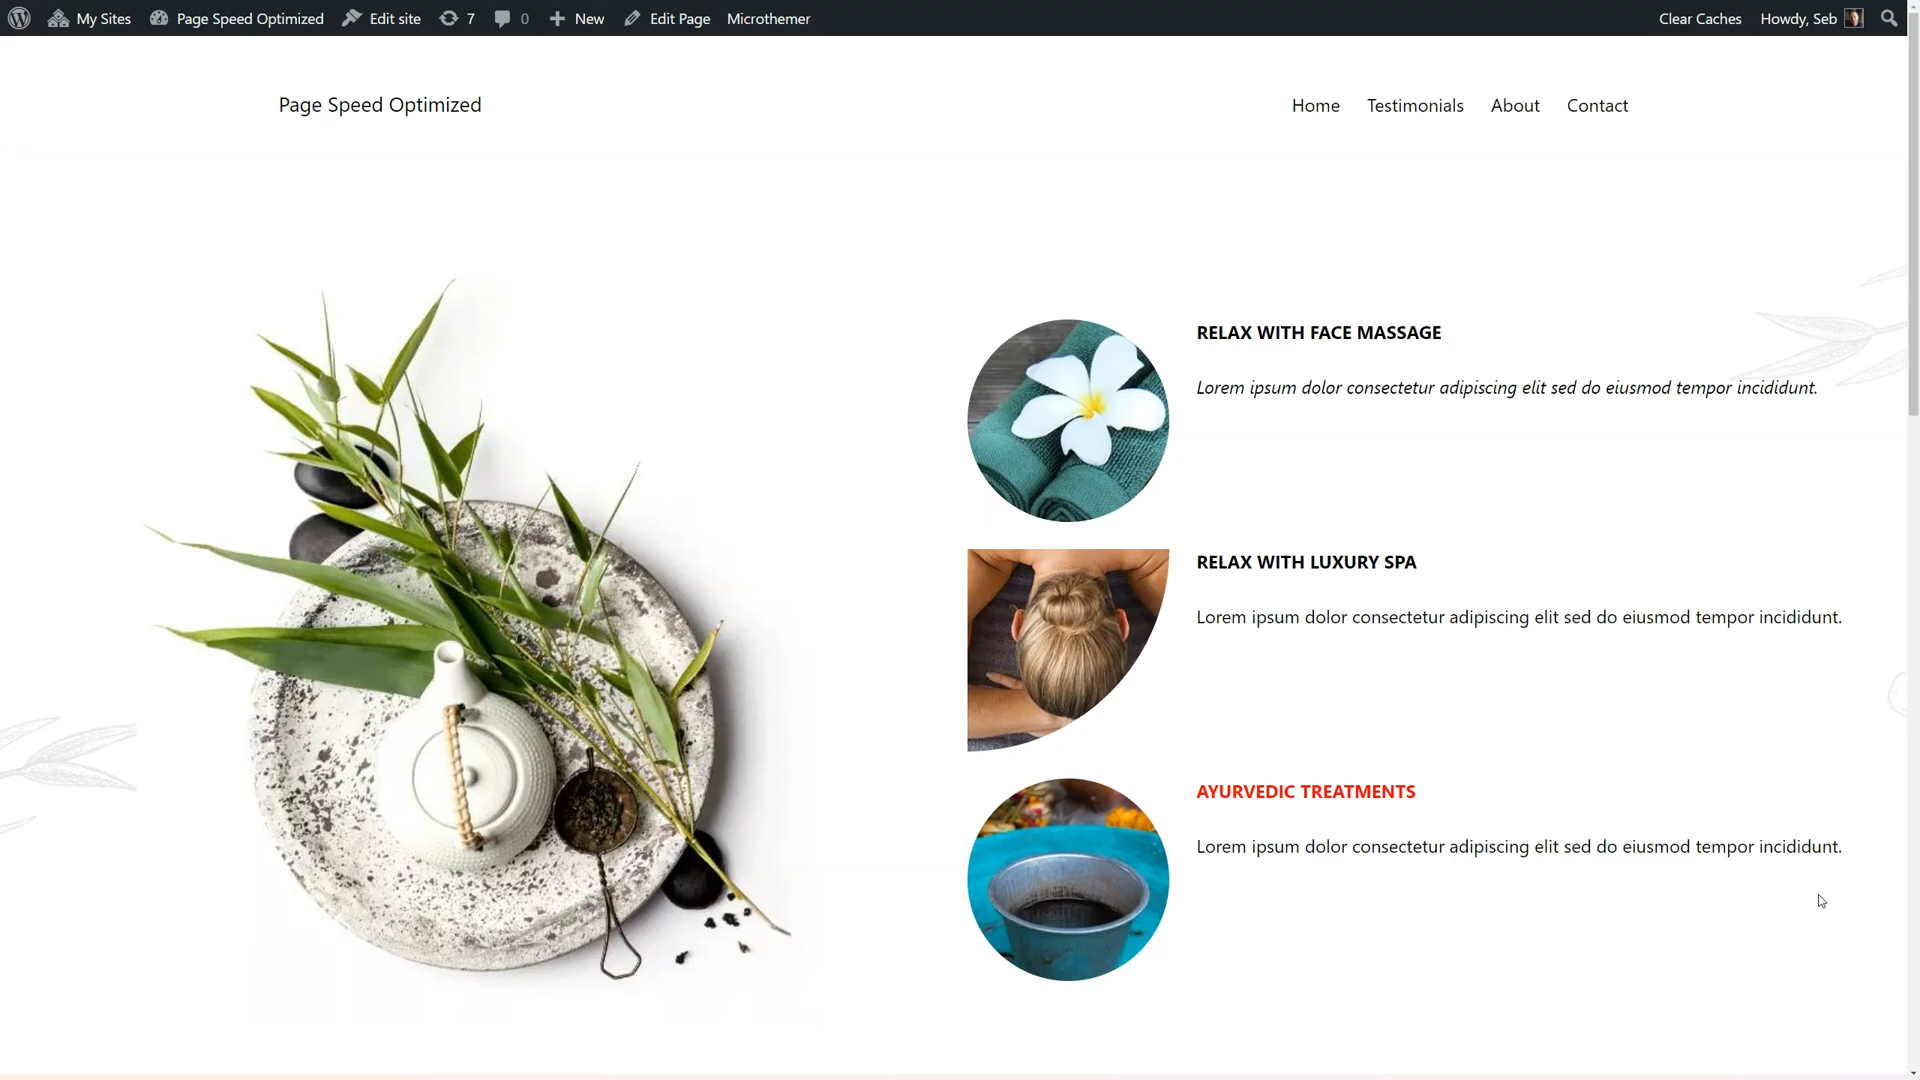 My Sites Page Speed Optimized Edit site 7 0 New Edit Page Microthemer Clear Caches Howdy, Seb
Page Speed Optimized
Home Testimonials About Contact
RELAX WITH FACE MASSAGE
Lorem ipsum dolor consectetur adipiscing elit sed do eiusmod tempor incididunt.
RELAX WITH LUXURY SPA
Lorem ipsum dolor consectetur adipiscing elit sed do eiusmod tempor incididunt.
AYURVEDIC TREATMENTS
Lorem ipsum dolor consectetur adipiscing elit sed do eiusmod tempor incididunt.